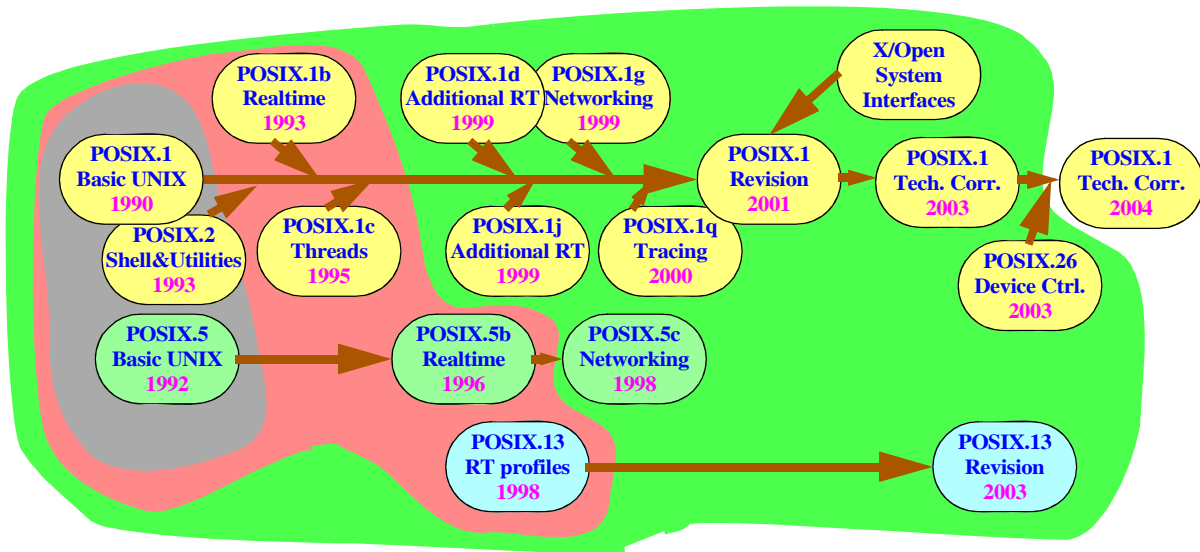 POSIX.1b
Realtime
1993
POSIX.1d
Additional RT
1999
POSIX.1g
Networking
1999
X/Open
System
Interfaces
POSIX.1
Basic UNIX
1990
POSIX.1
Revision
2001
POSIX.1
Tech. Corr.
2003
POSIX.1
Tech. Corr.
2004
POSIX.2
Shell&Utilities
1993
POSIX.1c
Threads
1995
POSIX.1j
Additional RT
1999
POSIX.1q
Tracing
2000
POSIX.26
Device Ctrl.
2003
POSIX.5
Basic UNIX
1992
POSIX.5b
Realtime
1996
POSIX.5c
Networking
1998
POSIX.13
RT profiles
1998
POSIX.13
Revision
2003